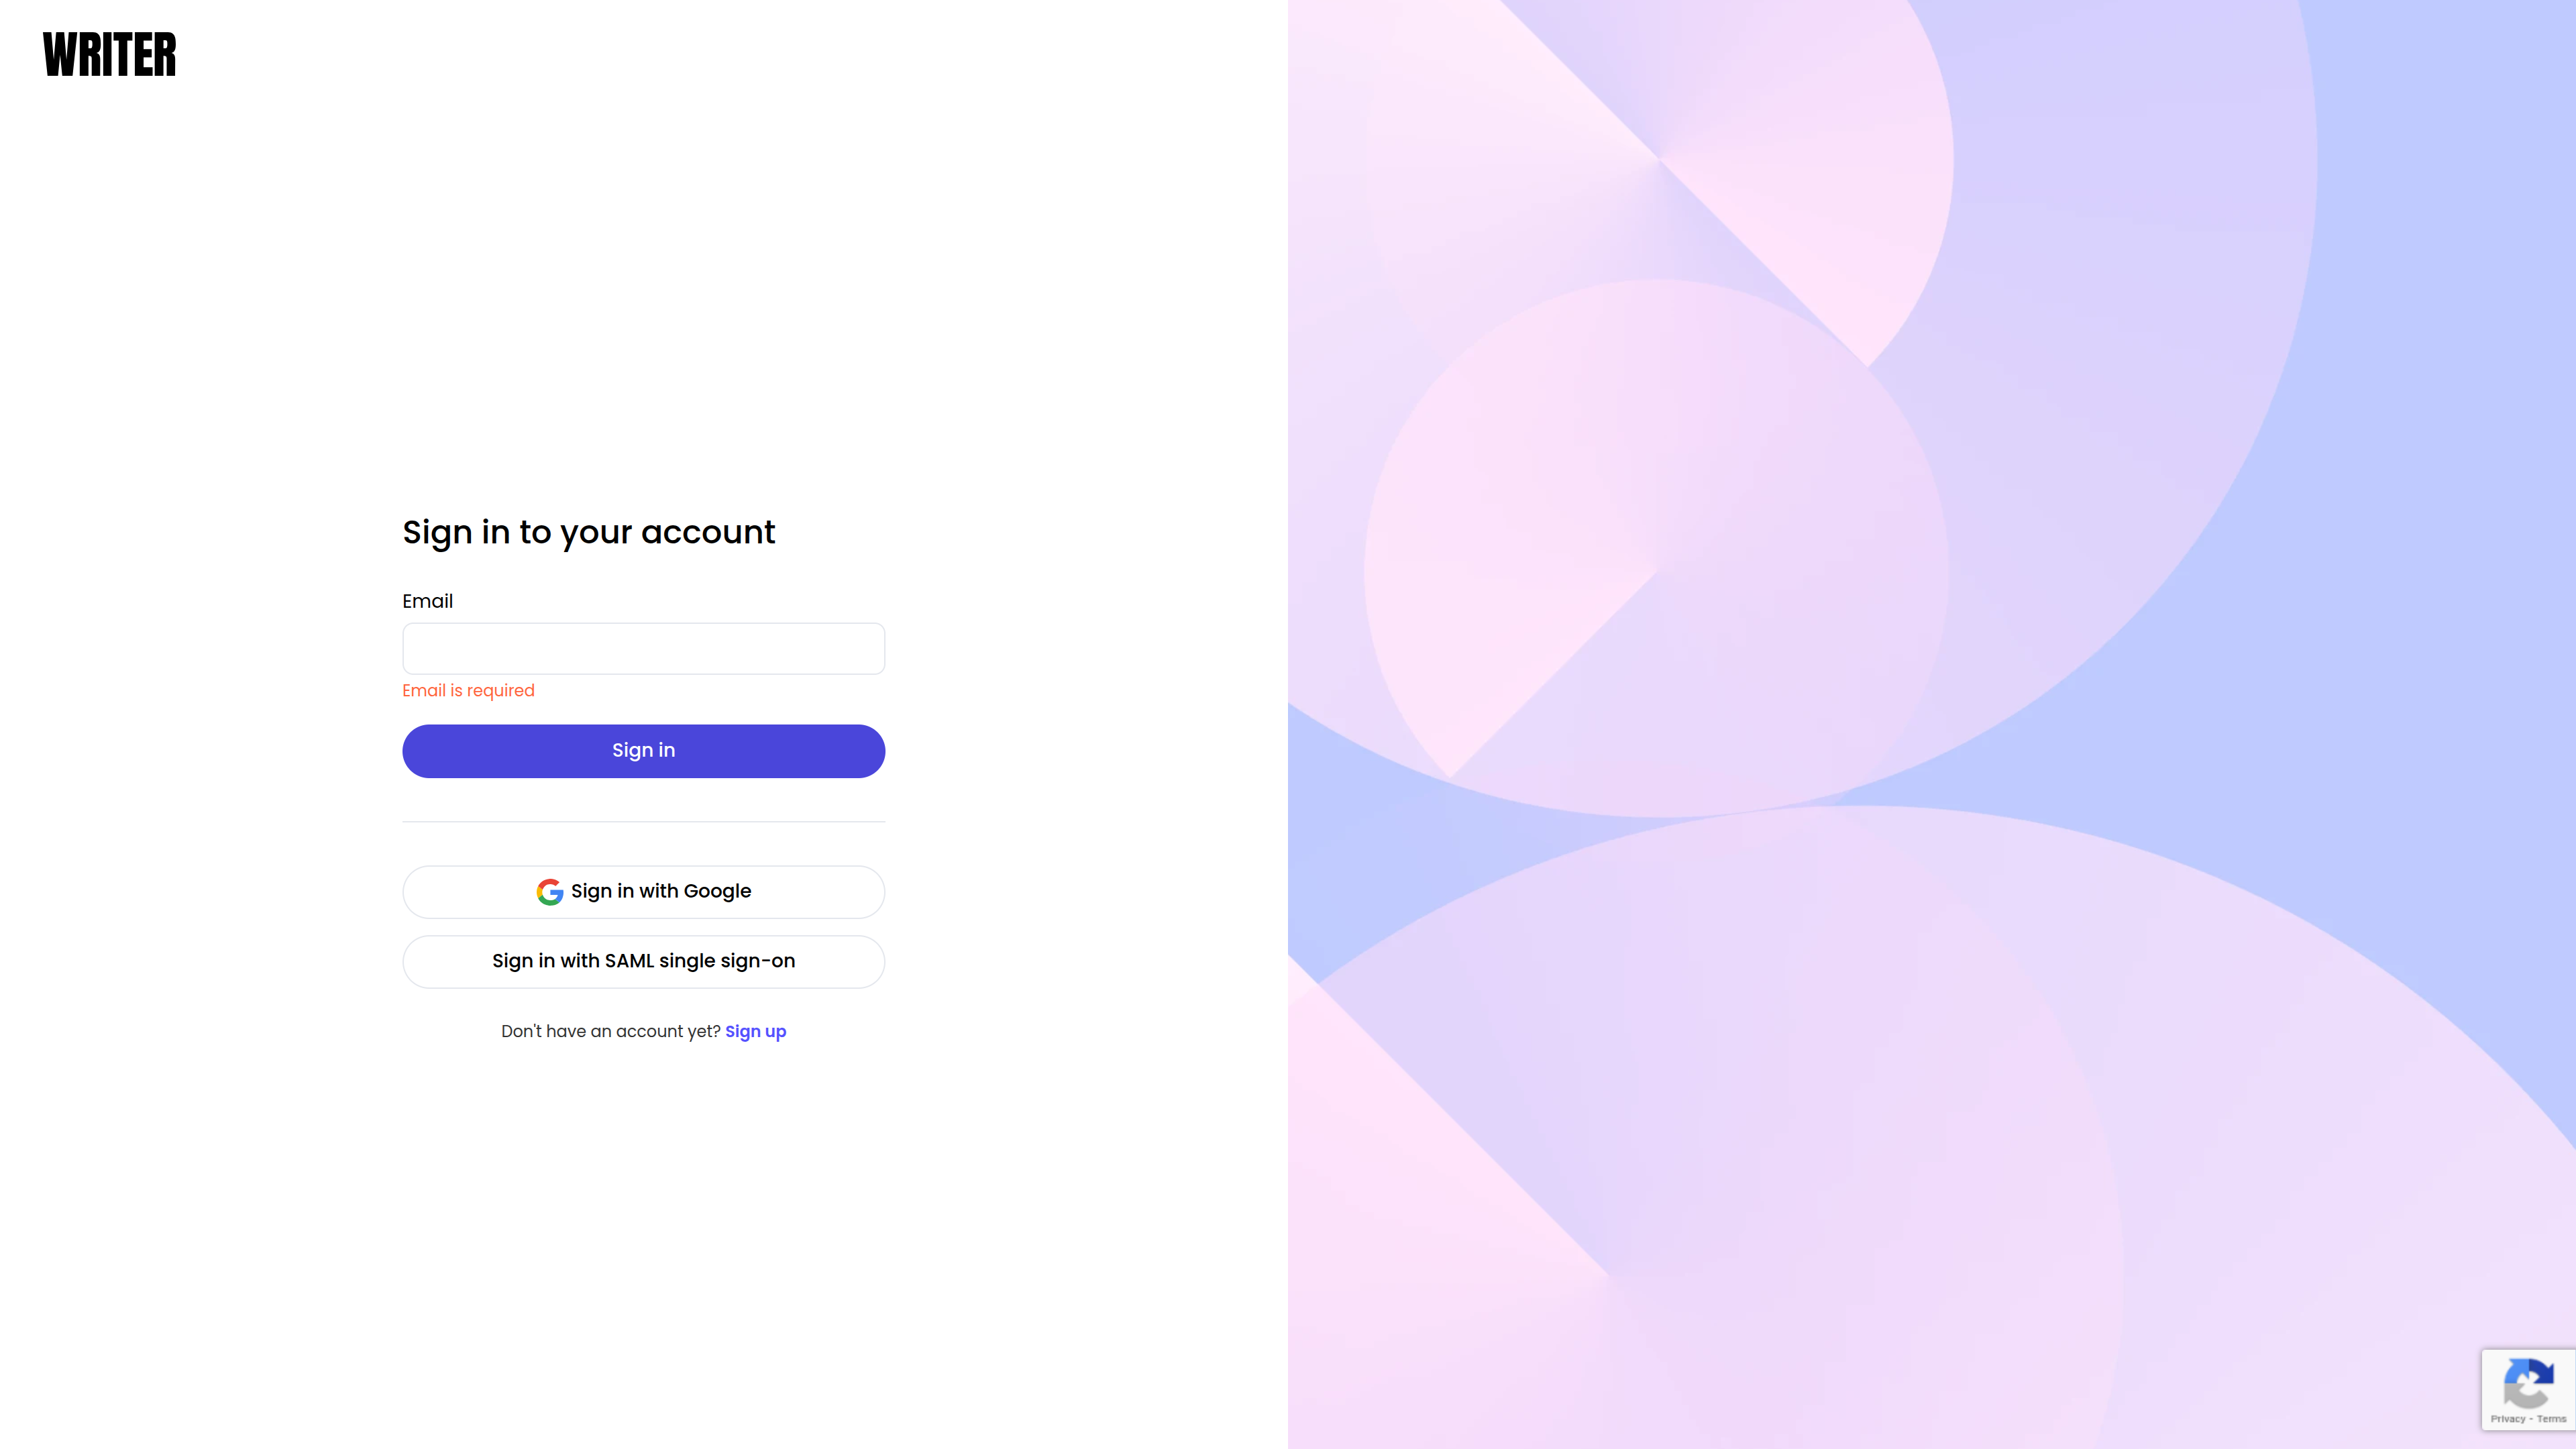 WRITER
Sign in to your account
Email
Email is required
Sign in
Sign in with Google
Sign in with SAML single sign-on
Don't have an account yet? Sign up
Privacy - Terms